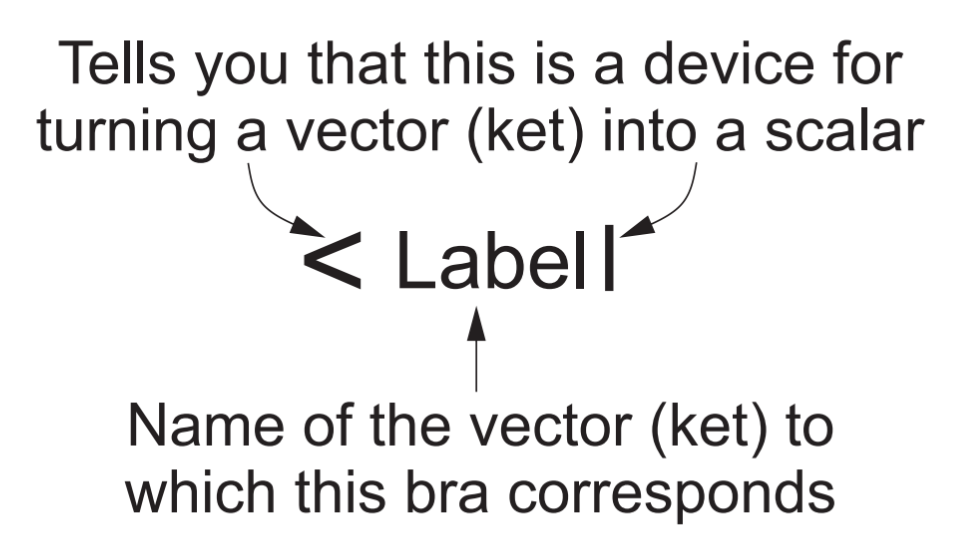 Tells you that this is a device for
turning a vector (ket) into a scalar
< Label|
Name of the vector (ket) to
which this bra corresponds